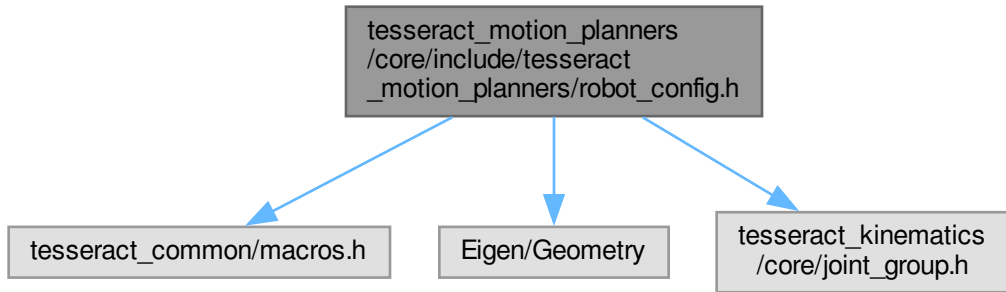 tesseract_motion_planners
/core/include/tesseract
_motion_planners/robot_config.h
tesseract_common/macros.h
Eigen/Geometry
tesseract_kinematics
/core/joint_group.h